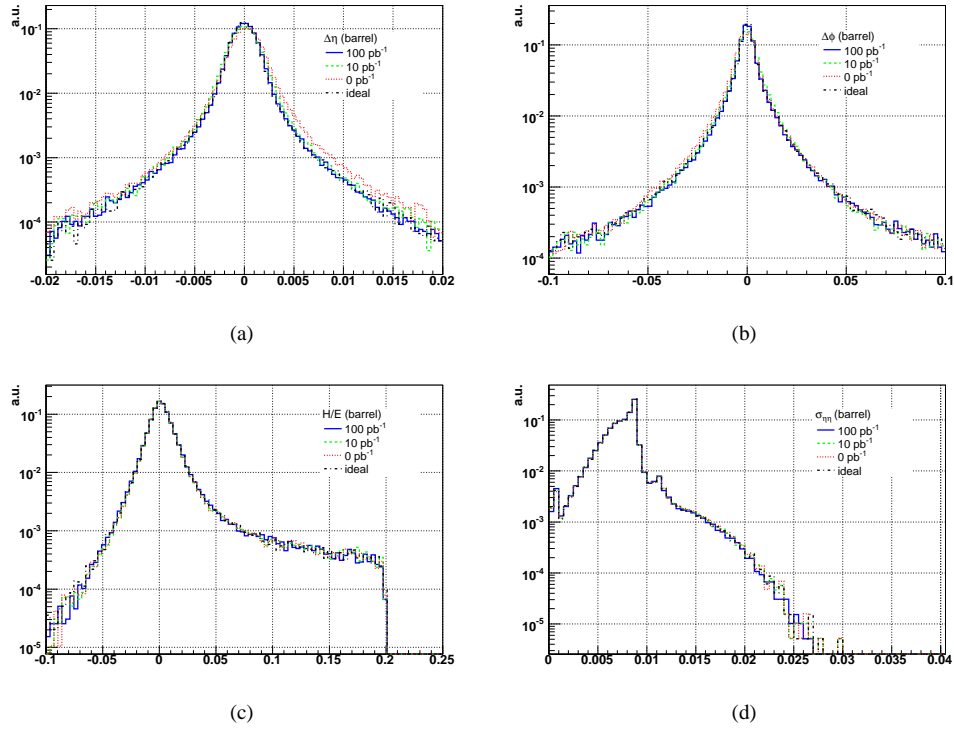 a.u.
Δη (barrel)
100 pb⁻¹
10 pb⁻¹
0 pb⁻¹
ideal
10⁻¹
10⁻²
10⁻³
10⁻⁴
-0.02 -0.015 -0.01 -0.005 0 0.005 0.01 0.015 0.02
(a)
a.u.
Δϕ (barrel)
100 pb⁻¹
10 pb⁻¹
0 pb⁻¹
ideal
10⁻¹
10⁻²
10⁻³
10⁻⁴
-0.1 -0.05 0 0.05 0.1
(b)
a.u.
H/E (barrel)
100 pb⁻¹
10 pb⁻¹
0 pb⁻¹
ideal
10⁻¹
10⁻²
10⁻³
10⁻⁴
10⁻⁵
-0.1 -0.05 0 0.05 0.1 0.15 0.2 0.25
(c)
a.u.
σηη (barrel)
100 pb⁻¹
10 pb⁻¹
0 pb⁻¹
ideal
10⁻¹
10⁻²
10⁻³
10⁻⁴
10⁻⁵
0 0.005 0.01 0.015 0.02 0.025 0.03 0.035 0.04
(d)